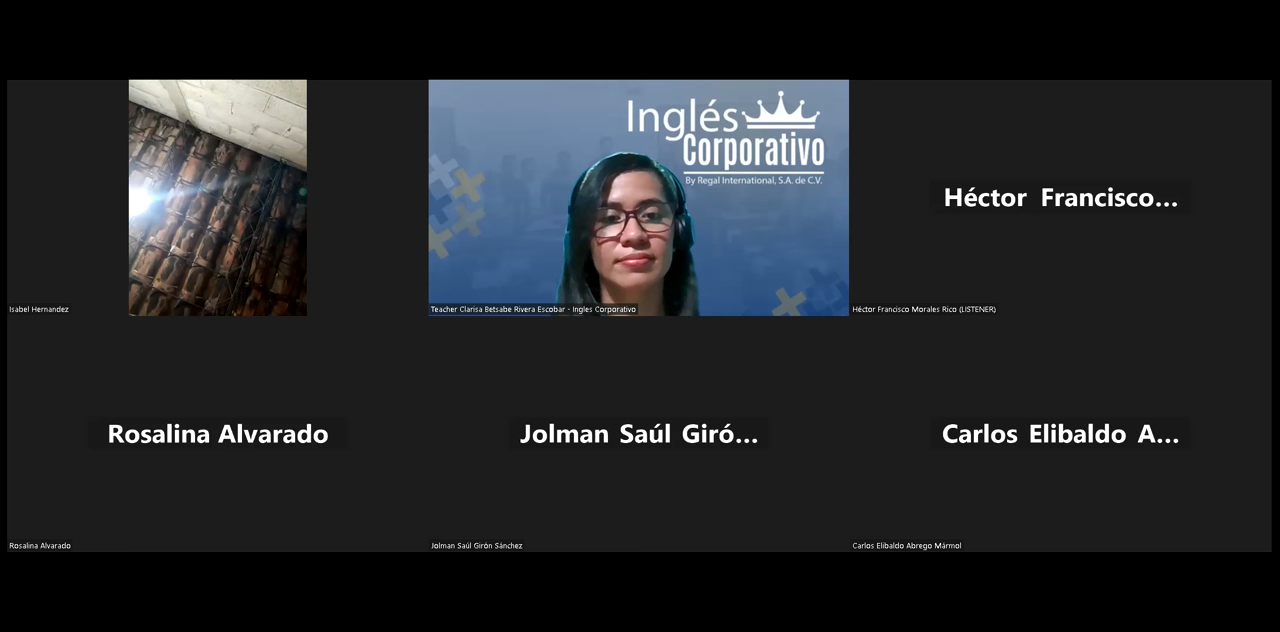 Inglés
Corporativo
By Regal International, S.A. de C.V.
Isabel Hernandez
Teacher Clarisa Betsabe Rivera Escobar - Ingles Corporativo
Héctor Francisco...
Héctor Francisco Morales Rico (LISTENER)
Rosalina Alvarado
Jolman Saúl Giró...
Carlos Elibaldo A...
Rosalina Alvarado
Jolman Saúl Girón Sánchez
Carlos Elibaldo Abrego Mármol